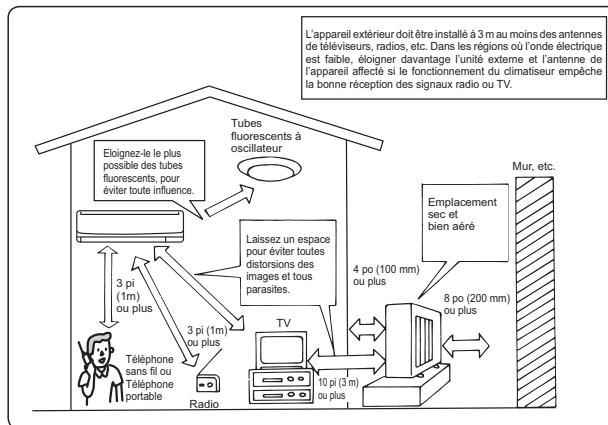 L'appareil extérieur doit être installé à 3 m au moins des antennes
de téléviseurs, radios, etc. Dans les régions où l'onde électrique
est faible, éloigner davantage l'unité externe et l'antenne de
l'appareil affecté si le fonctionnement du climatiseur empêche
la bonne réception des signaux radio ou TV.
Tubes
fluorescents à
oscillateur
Eloignez-le le plus
possible des tubes
fluorescents, pour
éviter toute influence.
Mur, etc.
Emplacement
sec et
bien aéré
Laissez un espace
pour éviter toutes
distorsions des
images et tous
parasites.
4 po (100 mm)
ou plus
8 po (200 mm)
ou plus
3 pi
(1m)
ou plus
3 pi (1m)
ou plus
TV
10 pi (3 m)
ou plus
Téléphone
sans fil ou
Téléphone
portable
Radio